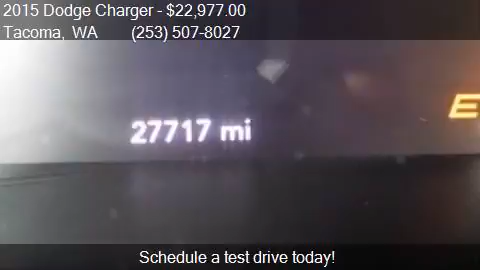 2015 Dodge Charger - $22,977.00
Tacoma, WA (253) 507-8027
27717 mi
E
Schedule a test drive today!